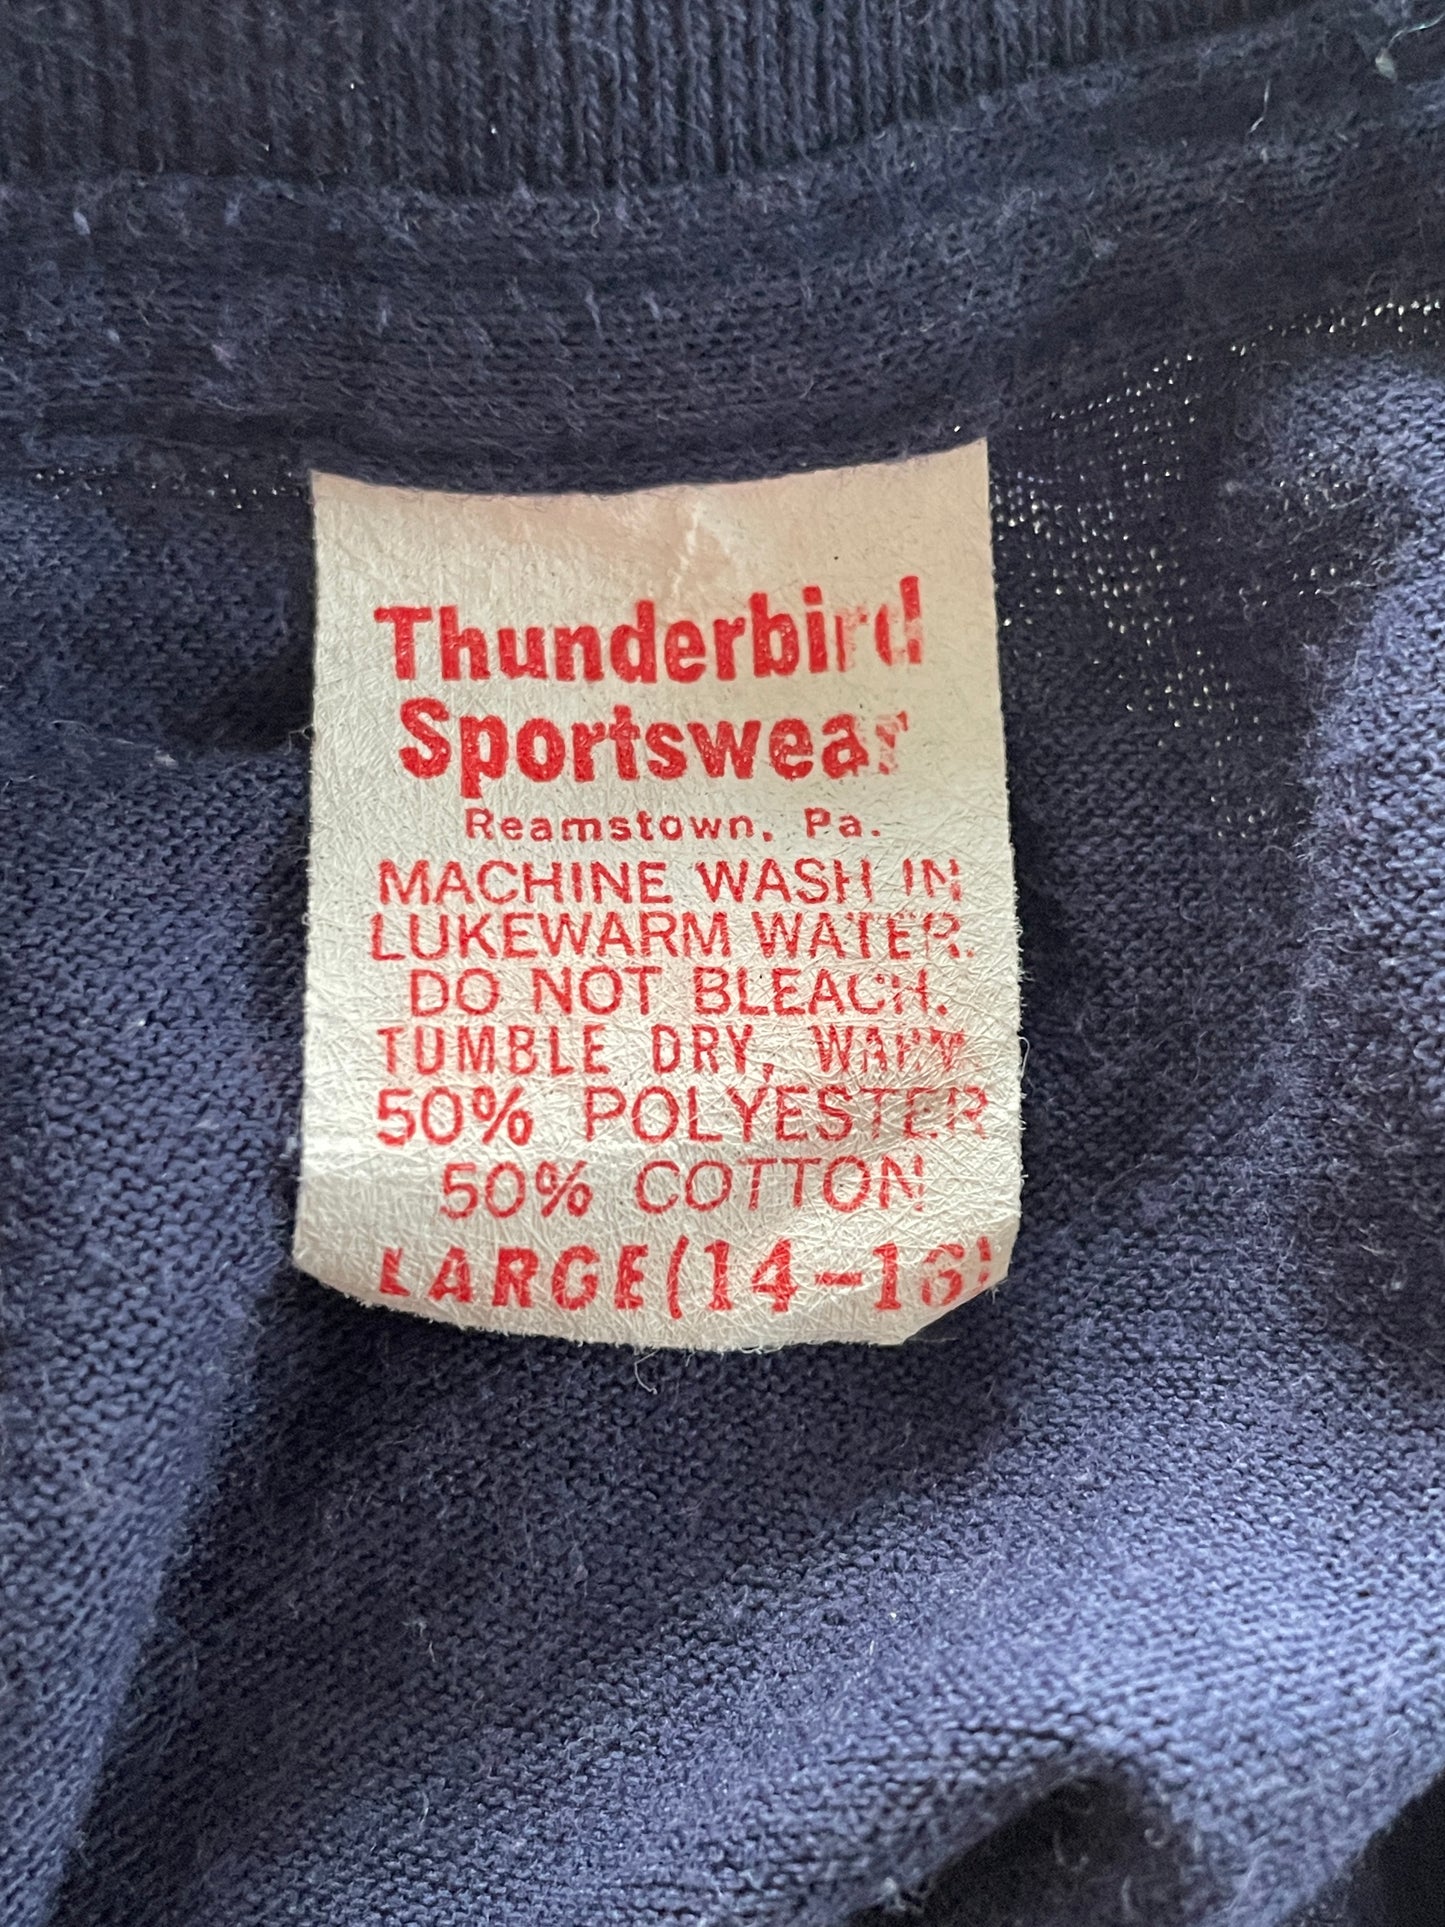 Thunderbird
Sportswear
Reamstown, Pa.
MACHINE WASH IN
LUKEWARM WATER.
DO NOT BLEACH.
TUMBLE DRY, WARM.
50% POLYESTER
50% COTTON
LARGE (14-16)